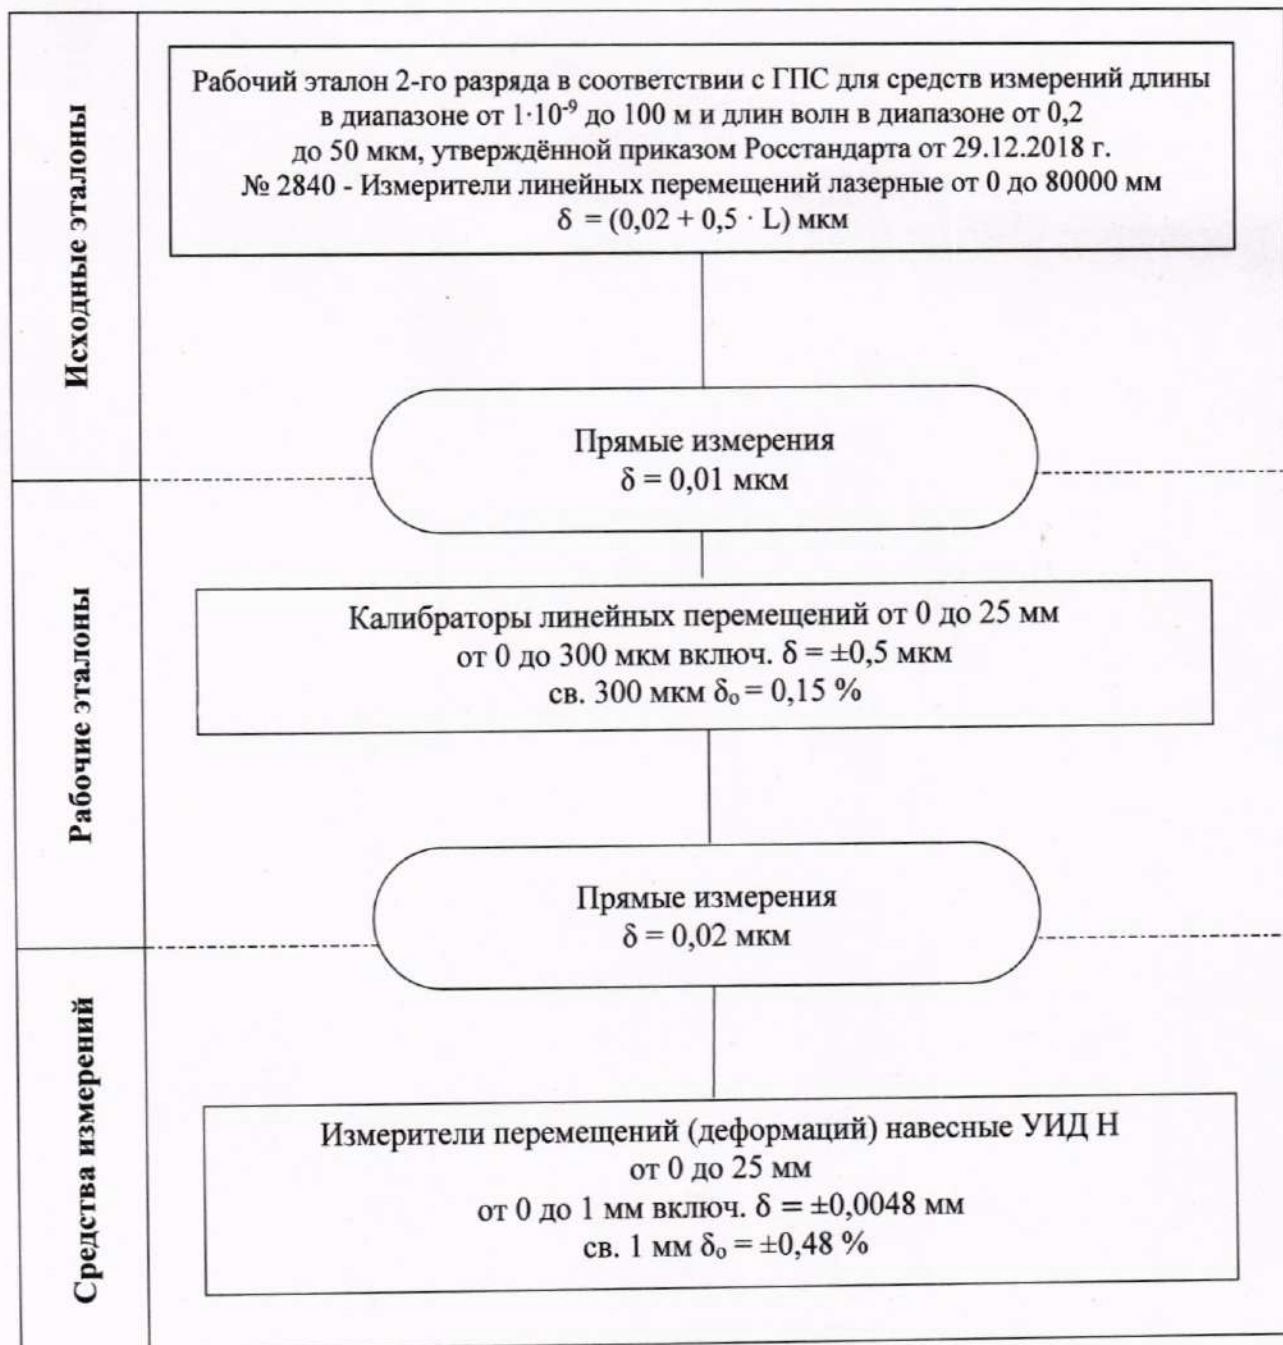 Исходные эталоны
Рабочий эталон 2-го разряда в соответствии с ГПС для средств измерений длины
в диапазоне от 1·10⁻⁹ до 100 м и длин волн в диапазоне от 0,2
до 50 мкм, утверждённой приказом Росстандарта от 29.12.2018 г.
№ 2840 - Измерители линейных перемещений лазерные от 0 до 80000 мм
δ = (0,02 + 0,5 · L) мкм
Прямые измерения
δ = 0,01 мкм
Рабочие эталоны
Калибраторы линейных перемещений от 0 до 25 мм
от 0 до 300 мкм включ. δ = ±0,5 мкм
св. 300 мкм δₒ = 0,15 %
Прямые измерения
δ = 0,02 мкм
Средства измерений
Измерители перемещений (деформаций) навесные УИД Н
от 0 до 25 мм
от 0 до 1 мм включ. δ = ±0,0048 мм
св. 1 мм δₒ = ±0,48 %